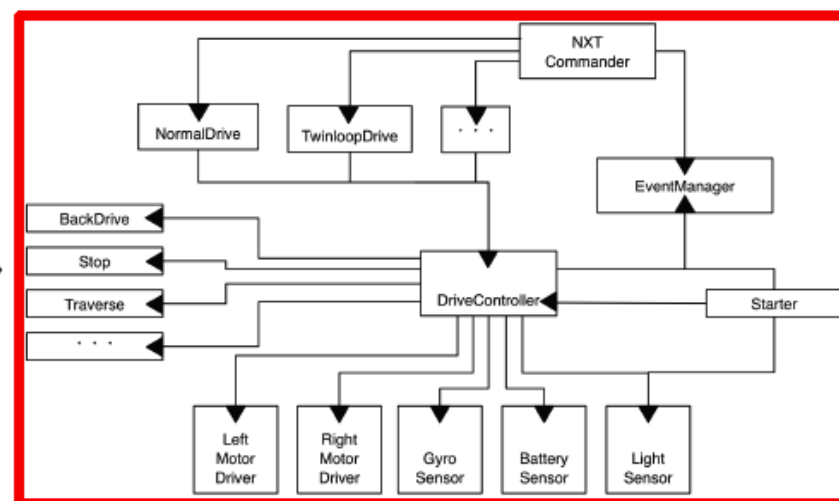 NXT
Commander
NormalDrive
TwinloopDrive
· · ·
EventManager
BackDrive
Stop
Traverse
· · ·
DriveController
Starter
Left
Motor
Driver
Right
Motor
Driver
Gyro
Sensor
Battery
Sensor
Light
Sensor